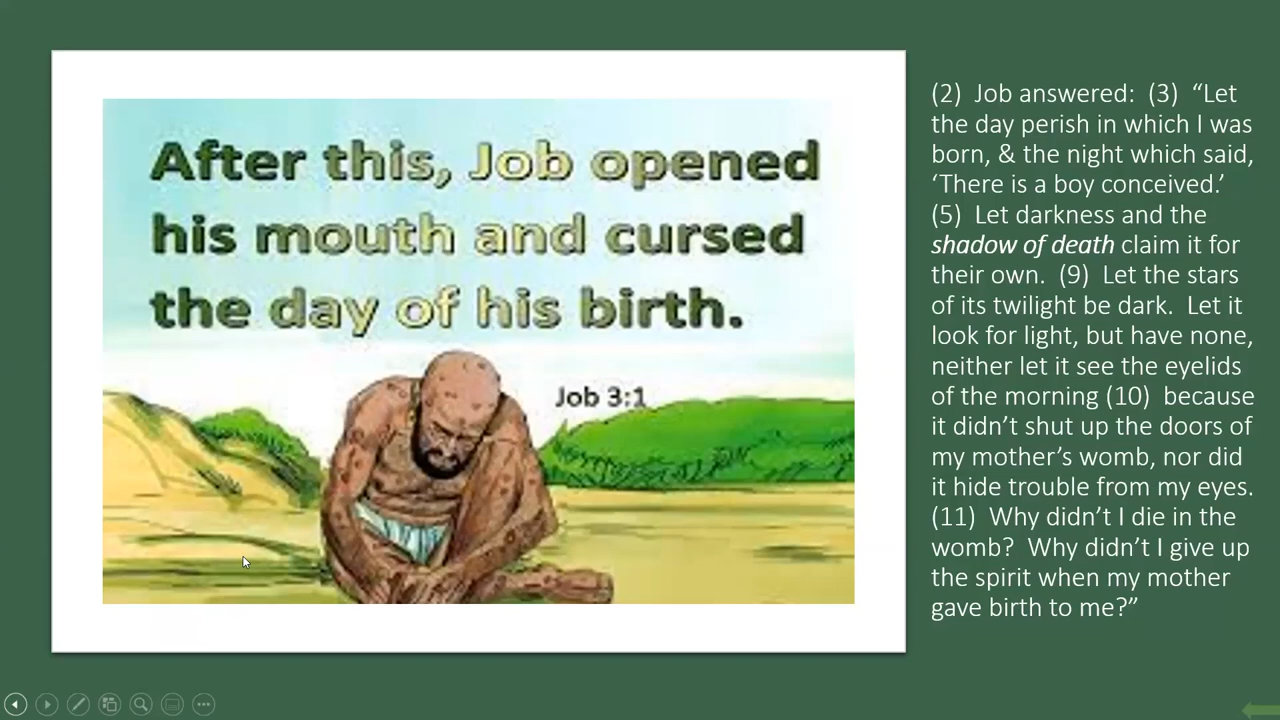 After this, Job opened
his mouth and cursed
the day of his birth.
Job 3:1
(2)  Job answered:  (3)  “Let
the day perish in which I was
born, & the night which said,
‘There is a boy conceived.’
(5)  Let darkness and the
shadow of death claim it for
their own.  (9)  Let the stars
of its twilight be dark.  Let it
look for light, but have none,
neither let it see the eyelids
of the morning (10)  because
it didn’t shut up the doors of
my mother’s womb, nor did
it hide trouble from my eyes.
(11)  Why didn’t I die in the
womb?  Why didn’t I give up
the spirit when my mother
gave birth to me?”